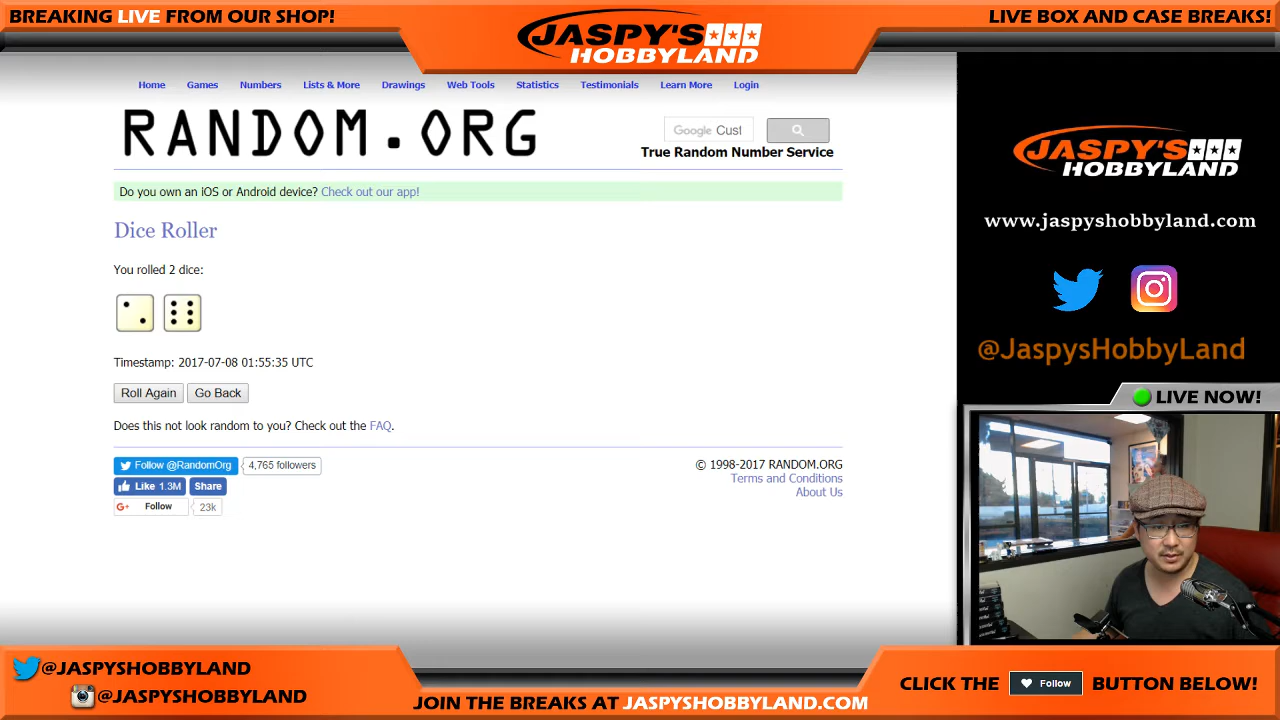 BREAKING LIVE FROM OUR SHOP!
JASPY'S
HOBBYLAND
LIVE BOX AND CASE BREAKS!
Home Games Numbers Lists & More Drawings Web Tools Statistics Testimonials Learn More Login
RANDOM.ORG
Google Cust
True Random Number Service
Do you own an iOS or Android device? Check out our app!
Dice Roller
You rolled 2 dice:
Timestamp: 2017-07-08 01:55:35 UTC
Roll Again Go Back
Does this not look random to you? Check out the FAQ.
Follow @RandomOrg 4,765 followers
Like 1.3M Share
G+ Follow 23k
© 1998-2017 RANDOM.ORG
Terms and Conditions
About Us
JASPY'S
HOBBYLAND
www.jaspyshobbyland.com
@JaspysHobbyLand
LIVE NOW!
@JASPYSHOBBYLAND
@JASPYSHOBBYLAND
JOIN THE BREAKS AT JASPYSHOBBYLAND.COM
CLICK THE Follow BUTTON BELOW!